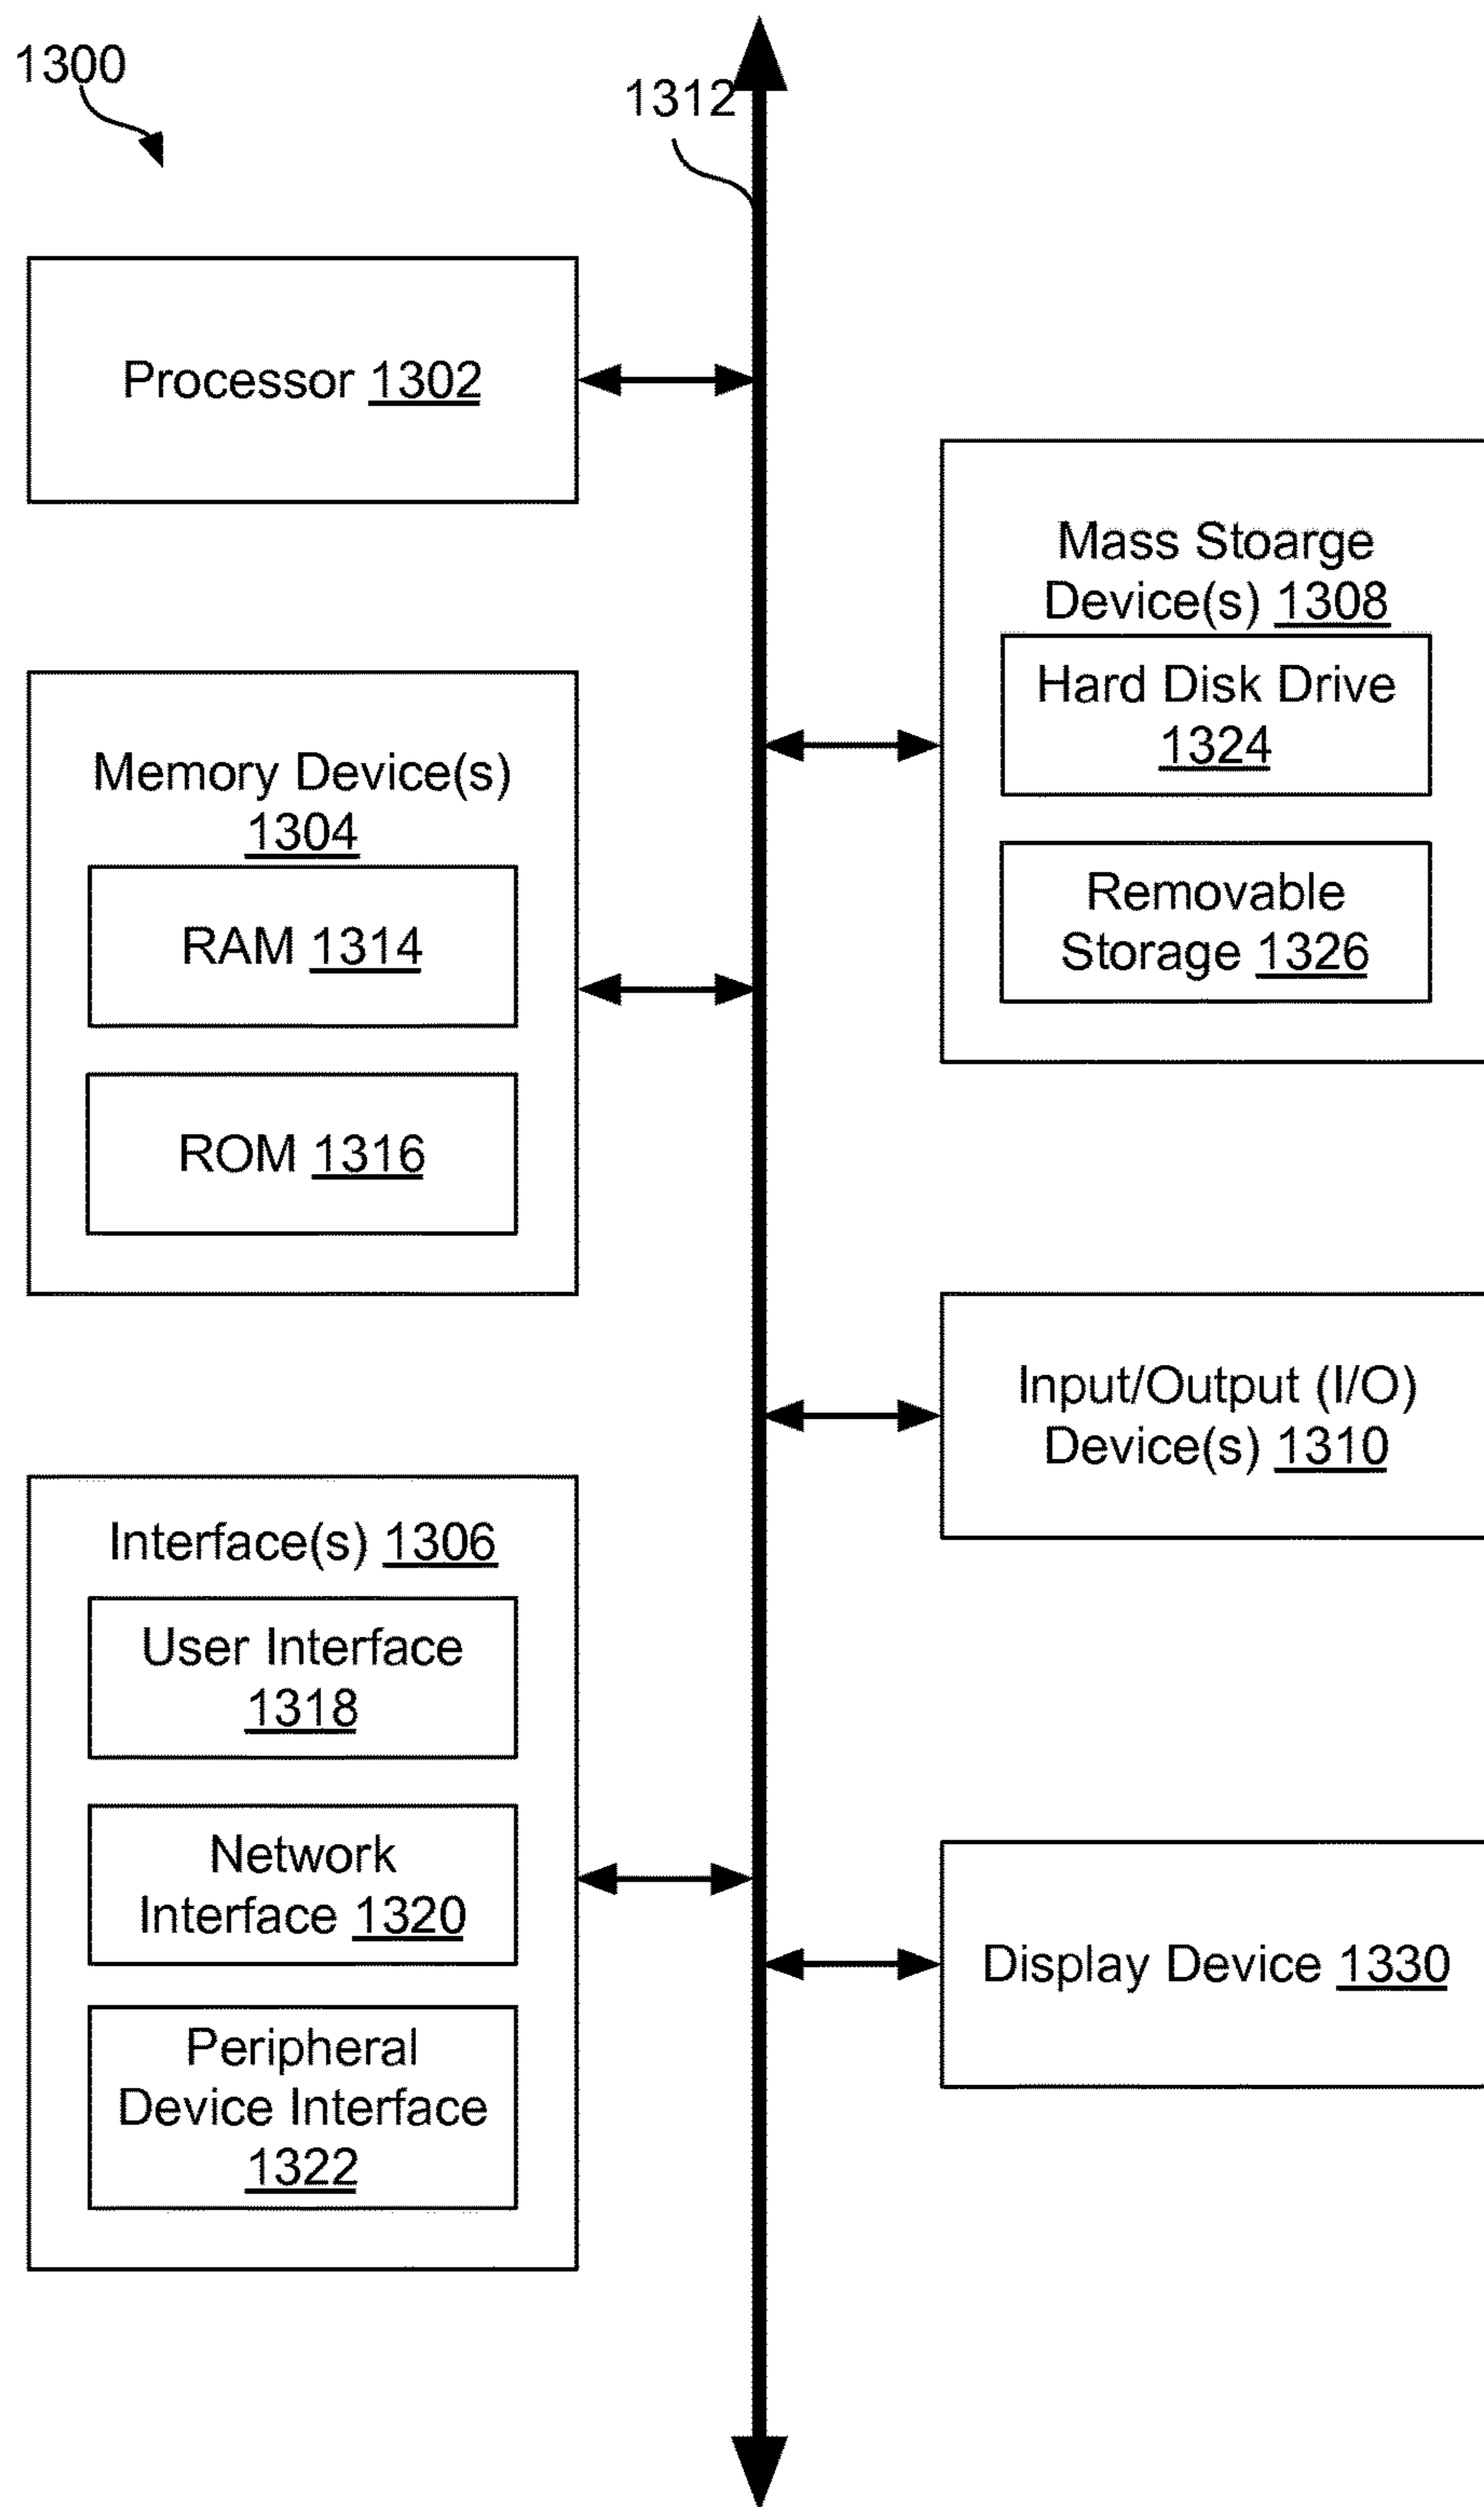 1300
1312
Processor 1302
Mass Stoarge
Device(s) 1308
Hard Disk Drive
1324
Removable
Storage 1326
Memory Device(s)
1304
RAM 1314
ROM 1316
Input/Output (I/O)
Device(s) 1310
Interface(s) 1306
User Interface
1318
Network
Interface 1320
Peripheral
Device Interface
1322
Display Device 1330